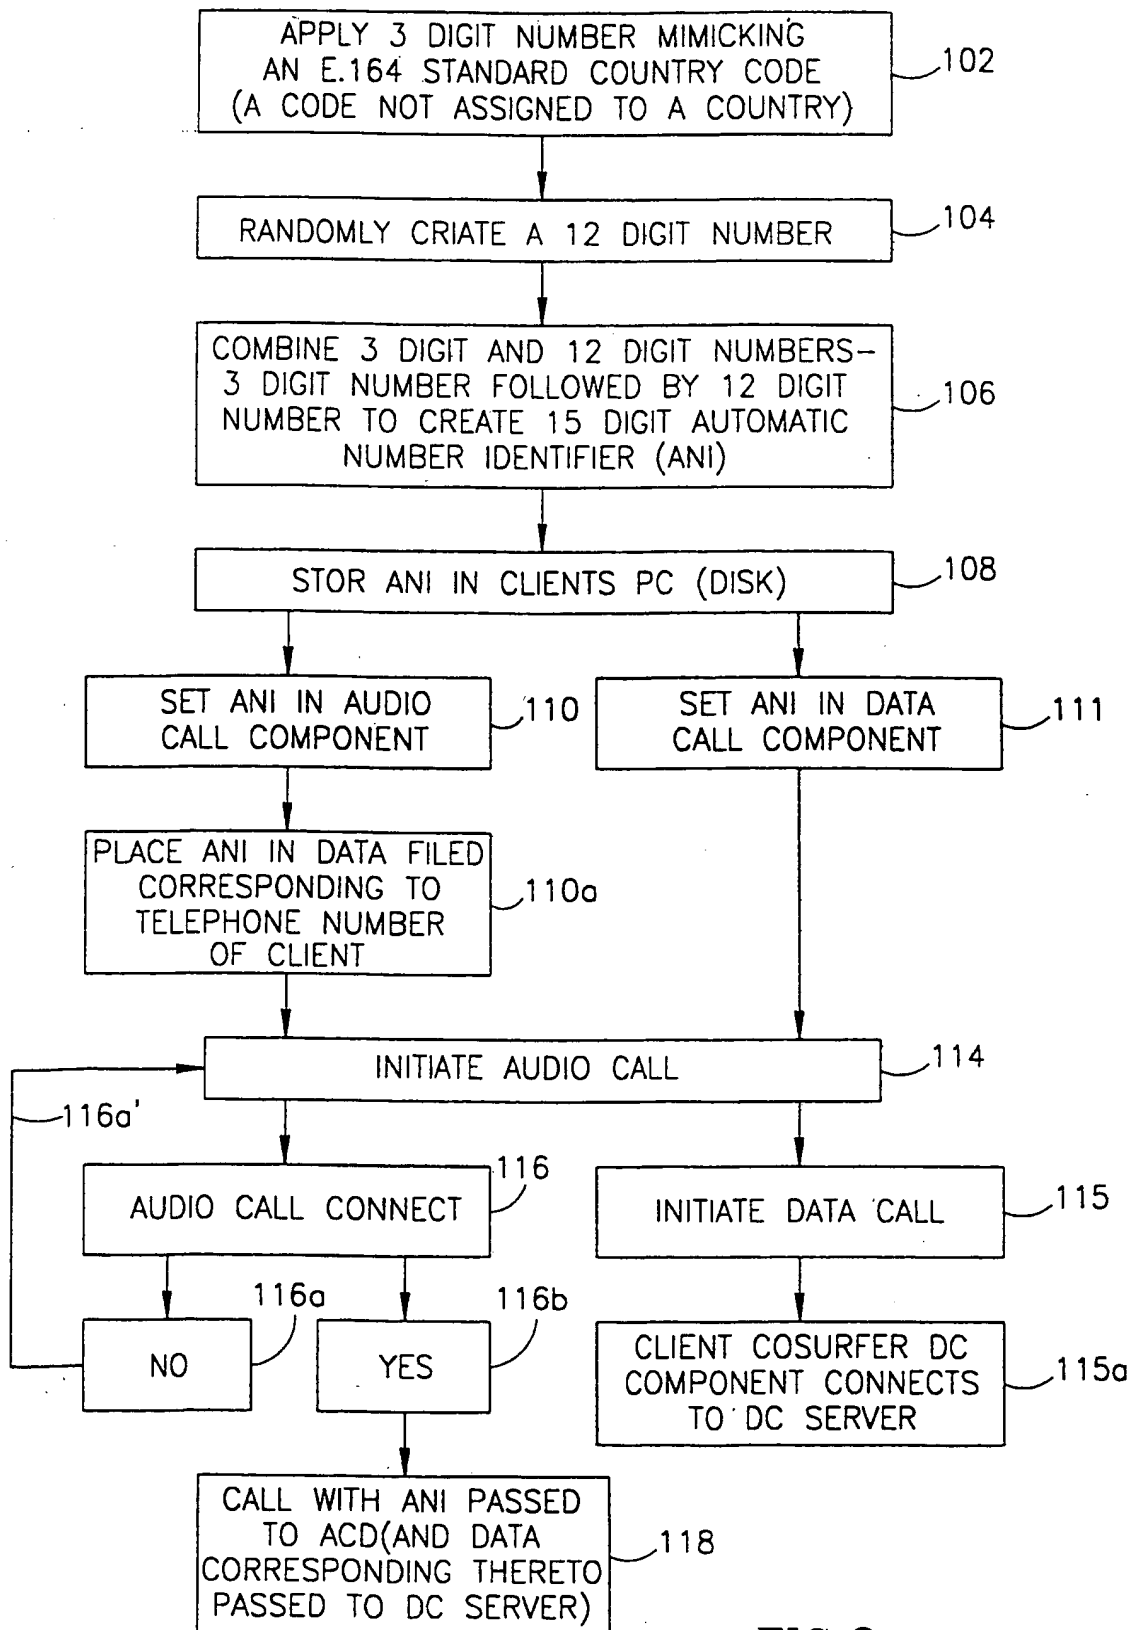 APPLY 3 DIGIT NUMBER MIMICKING
AN E.164 STANDARD COUNTRY CODE
(A CODE NOT ASSIGNED TO A COUNTRY)
102
RANDOMLY CRIATE A 12 DIGIT NUMBER
104
COMBINE 3 DIGIT AND 12 DIGIT NUMBERS-
3 DIGIT NUMBER FOLLOWED BY 12 DIGIT
NUMBER TO CREATE 15 DIGIT AUTOMATIC
NUMBER IDENTIFIER (ANI)
106
STOR ANI IN CLIENTS PC (DISK)
108
SET ANI IN AUDIO
CALL COMPONENT
110
SET ANI IN DATA
CALL COMPONENT
111
PLACE ANI IN DATA FILED
CORRESPONDING TO
TELEPHONE NUMBER
OF CLIENT
110a
INITIATE AUDIO CALL
114
116a'
AUDIO CALL CONNECT
116
INITIATE DATA CALL
115
NO
116a
YES
116b
CLIENT COSURFER DC
COMPONENT CONNECTS
TO DC SERVER
115a
CALL WITH ANI PASSED
TO ACD(AND DATA
CORRESPONDING THERETO
PASSED TO DC SERVER)
118